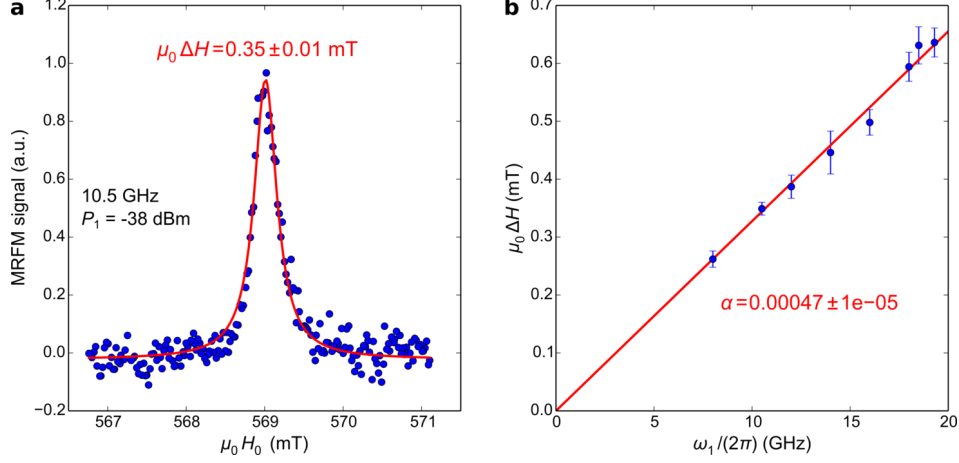 a
1.2
1.0
0.8
0.6
0.4
0.2
0.0
−0.2
MRFM signal (a.u.)
μ₀ ΔH=0.35±0.01 mT
10.5 GHz
P₁ = -38 dBm
567
568
569
570
571
μ₀ H₀ (mT)
b
0.7
0.6
0.5
0.4
0.3
0.2
0.1
0.0
μ₀ ΔH (mT)
α=0.00047±1e−05
0
5
10
15
20
ω₁/(2π) (GHz)